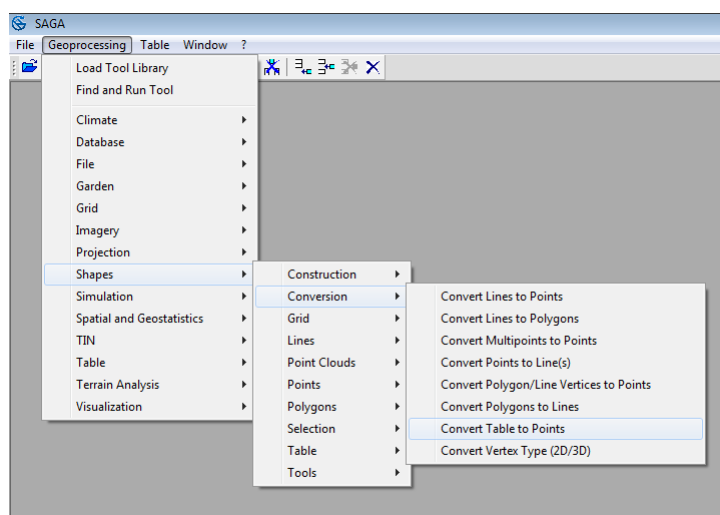 SAGA
File Geoprocessing Table Window ?
Load Tool Library
Find and Run Tool
Climate
Database
File
Garden
Grid
Imagery
Projection
Shapes
Simulation
Spatial and Geostatistics
TIN
Table
Terrain Analysis
Visualization
Construction
Conversion
Grid
Lines
Point Clouds
Points
Polygons
Selection
Table
Tools
Convert Lines to Points
Convert Lines to Polygons
Convert Multipoints to Points
Convert Points to Line(s)
Convert Polygon/Line Vertices to Points
Convert Polygons to Lines
Convert Table to Points
Convert Vertex Type (2D/3D)